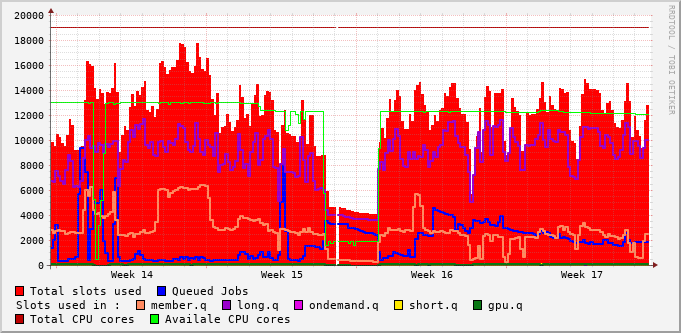 RRDTOOL / TOBI OETIKER
20000
18000
16000
14000
12000
10000
8000
6000
4000
2000
0
Week 14 Week 15 Week 16 Week 17
Total slots used Queued Jobs
Slots used in : member.q long.q ondemand.q short.q gpu.q
Total CPU cores Availale CPU cores